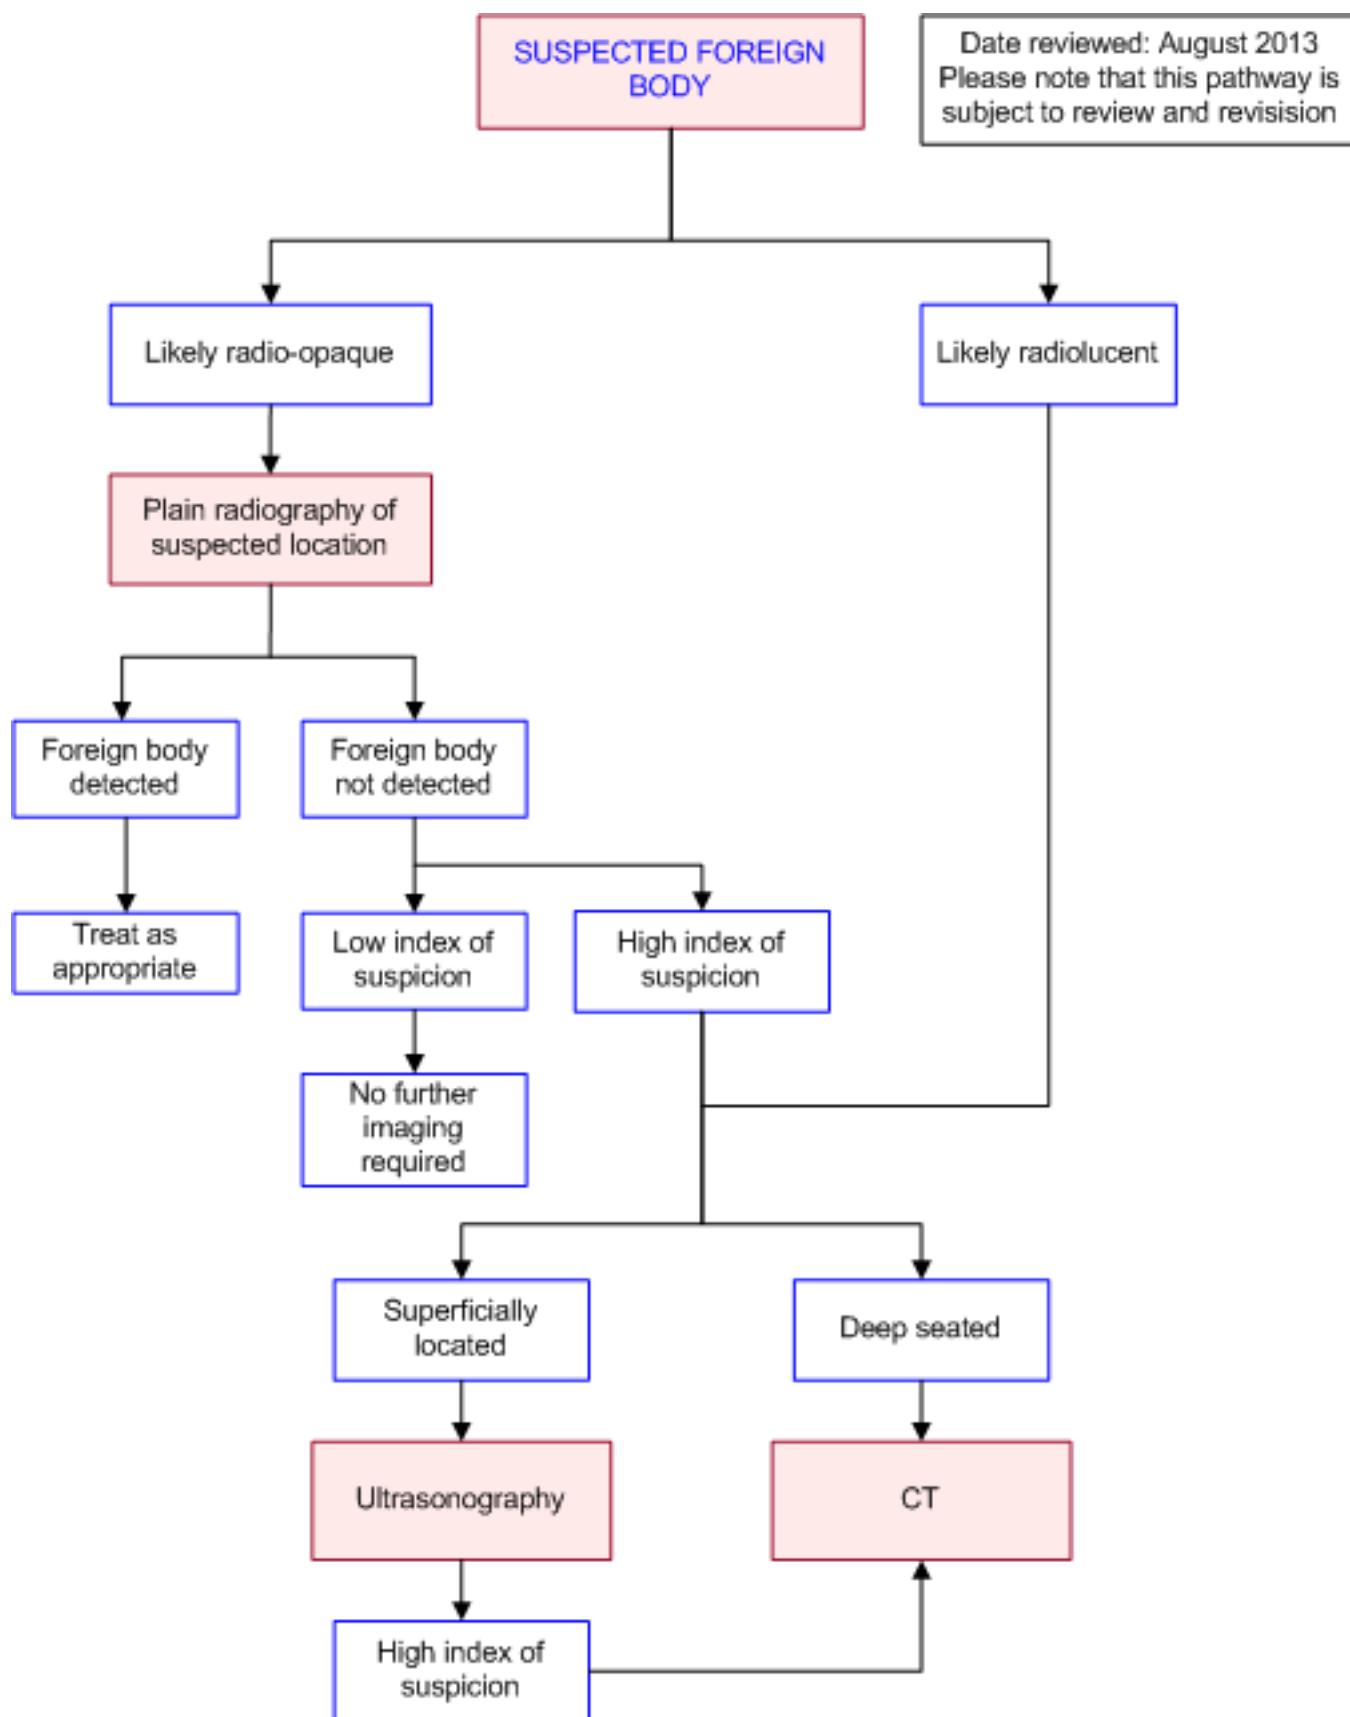 SUSPECTED FOREIGN
BODY
Date reviewed: August 2013
Please note that this pathway is
subject to review and revisision
Likely radio-opaque
Likely radiolucent
Plain radiography of
suspected location
Foreign body
detected
Foreign body
not detected
Treat as
appropriate
Low index of
suspicion
High index of
suspicion
No further
imaging
required
Superficially
located
Deep seated
Ultrasonography
CT
High index of
suspicion